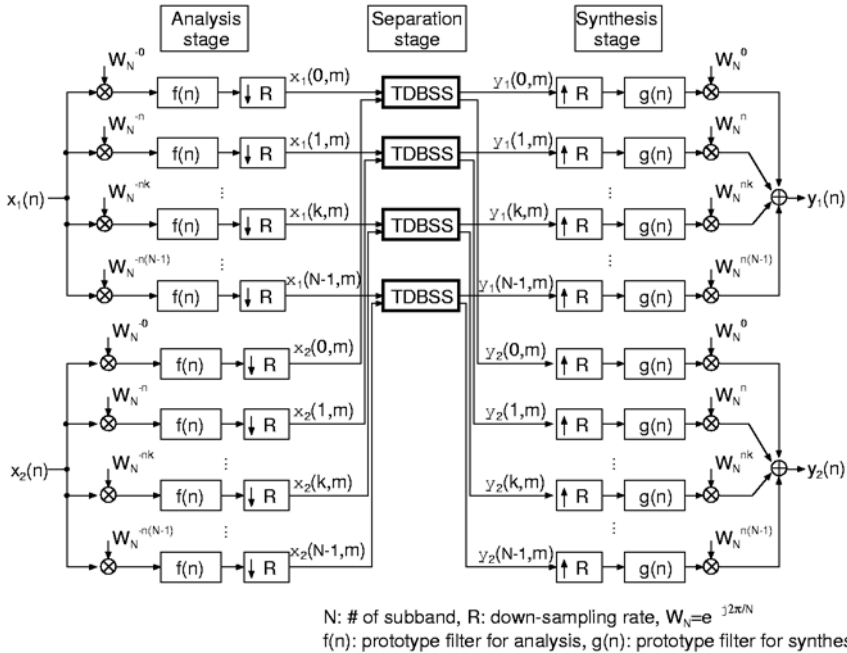 Analysis stage
Separation stage
Synthesis stage
W_N^-0 f(n) ↓ R x₁(0,m) TDBSS y₁(0,m) ↑ R g(n) W_N^0
W_N^-n f(n) ↓ R x₁(1,m) TDBSS y₁(1,m) ↑ R g(n) W_N^n
x₁(n)
W_N^-nk f(n) ↓ R x₁(k,m) TDBSS y₁(k,m) ↑ R g(n) W_N^nk
y₁(n)
W_N^-n(N-1) f(n) ↓ R x₁(N-1,m) TDBSS y₁(N-1,m) ↑ R g(n) W_N^n(N-1)
W_N^-0 f(n) ↓ R x₂(0,m) y₂(0,m) ↑ R g(n) W_N^0
W_N^-n f(n) ↓ R x₂(1,m) y₂(1,m) ↑ R g(n) W_N^n
x₂(n)
W_N^-nk f(n) ↓ R x₂(k,m) y₂(k,m) ↑ R g(n) W_N^nk
y₂(n)
W_N^-n(N-1) f(n) ↓ R x₂(N-1,m) y₂(N-1,m) ↑ R g(n) W_N^n(N-1)
N: # of subband, R: down-sampling rate, W_N=e^j2π/N
f(n): prototype filter for analysis, g(n): prototype filter for synthes